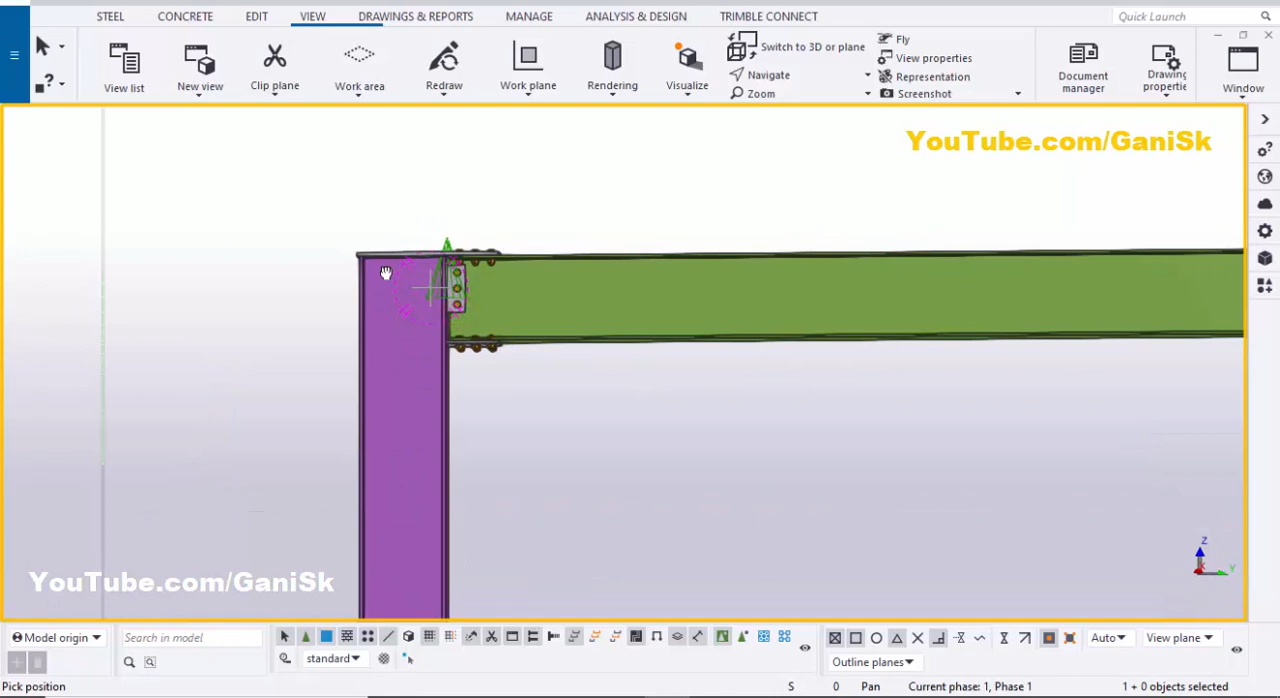 STEEL
CONCRETE
EDIT
VIEW
DRAWINGS & REPORTS
MANAGE
ANALYSIS & DESIGN
TRIMBLE CONNECT
Quick Launch
View list
New view
Clip plane
Work area
Redraw
Work plane
Rendering
Visualize
Switch to 3D or plane
Navigate
Zoom
Fly
View properties
Representation
Screenshot
Document manager
Drawing propertie
Window
YouTube.com/GaniSk
Z
Y
YouTube.com/GaniSk
Model origin
Search in model
standard
Auto
View plane
Outline planes
Pick position
S
0
Pan
Current phase: 1, Phase 1
1 + 0 objects selected